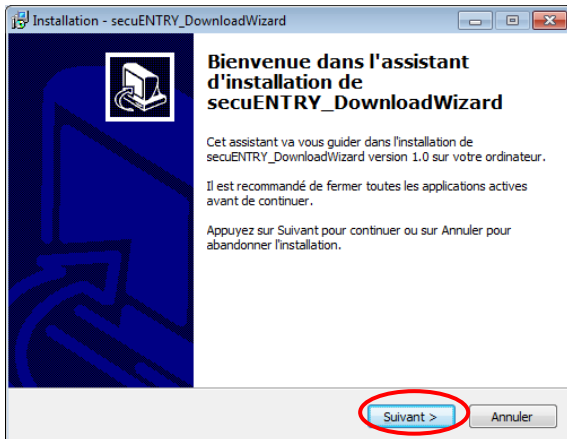 Installation - secuENTRY_DownloadWizard
Bienvenue dans l'assistant
d'installation de
secuENTRY_DownloadWizard
Cet assistant va vous guider dans l'installation de
secuENTRY_DownloadWizard version 1.0 sur votre ordinateur.
Il est recommandé de fermer toutes les applications actives
avant de continuer.
Appuyez sur Suivant pour continuer ou sur Annuler pour
abandonner l'installation.
Suivant > Annuler